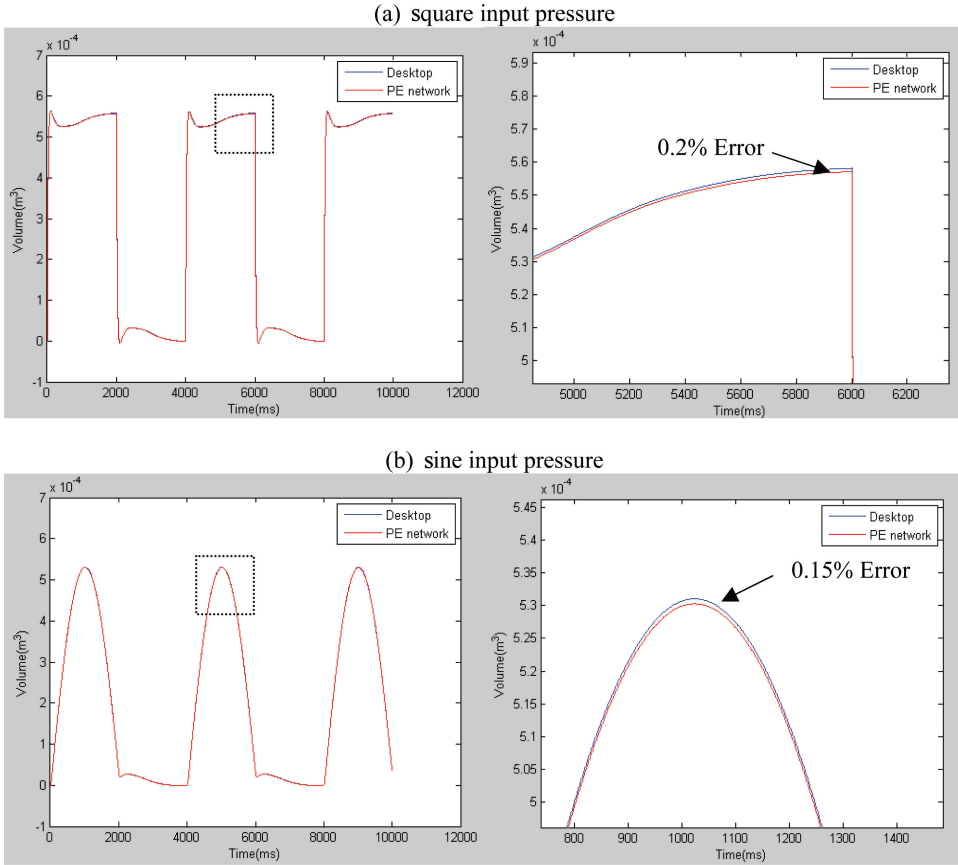 (a) square input pressure
x 10⁻⁴
7
6
5
4
3
2
1
0
-1
Volume(m³)
0 2000 4000 6000 8000 10000 12000
Time(ms)
Desktop
PE network
x 10⁻⁴
5.9
5.8
5.7
5.6
5.5
5.4
5.3
5.2
5.1
5
Volume(m³)
5000 5200 5400 5600 5800 6000 6200
Time(ms)
Desktop
PE network
0.2% Error
(b) sine input pressure
x 10⁻⁴
7
6
5
4
3
2
1
0
-1
Volume(m³)
0 2000 4000 6000 8000 10000 12000
Time(ms)
Desktop
PE network
x 10⁻⁴
5.45
5.4
5.35
5.3
5.25
5.2
5.15
5.1
5.05
5
Volume(m³)
800 900 1000 1100 1200 1300 1400
Time(ms)
Desktop
PE network
0.15% Error